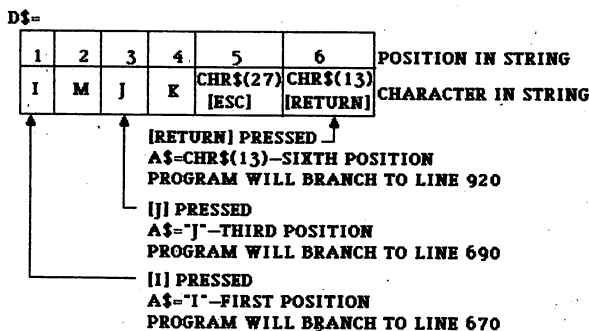 D$=
1 2 3 4 5 6 POSITION IN STRING
I M J K CHR$(27) [ESC] CHR$(13) [RETURN] CHARACTER IN STRING
[RETURN] PRESSED
A$=CHR$(13)—SIXTH POSITION
PROGRAM WILL BRANCH TO LINE 920
[J] PRESSED
A$="J"—THIRD POSITION
PROGRAM WILL BRANCH TO LINE 690
[I] PRESSED
A$="I"—FIRST POSITION
PROGRAM WILL BRANCH TO LINE 670